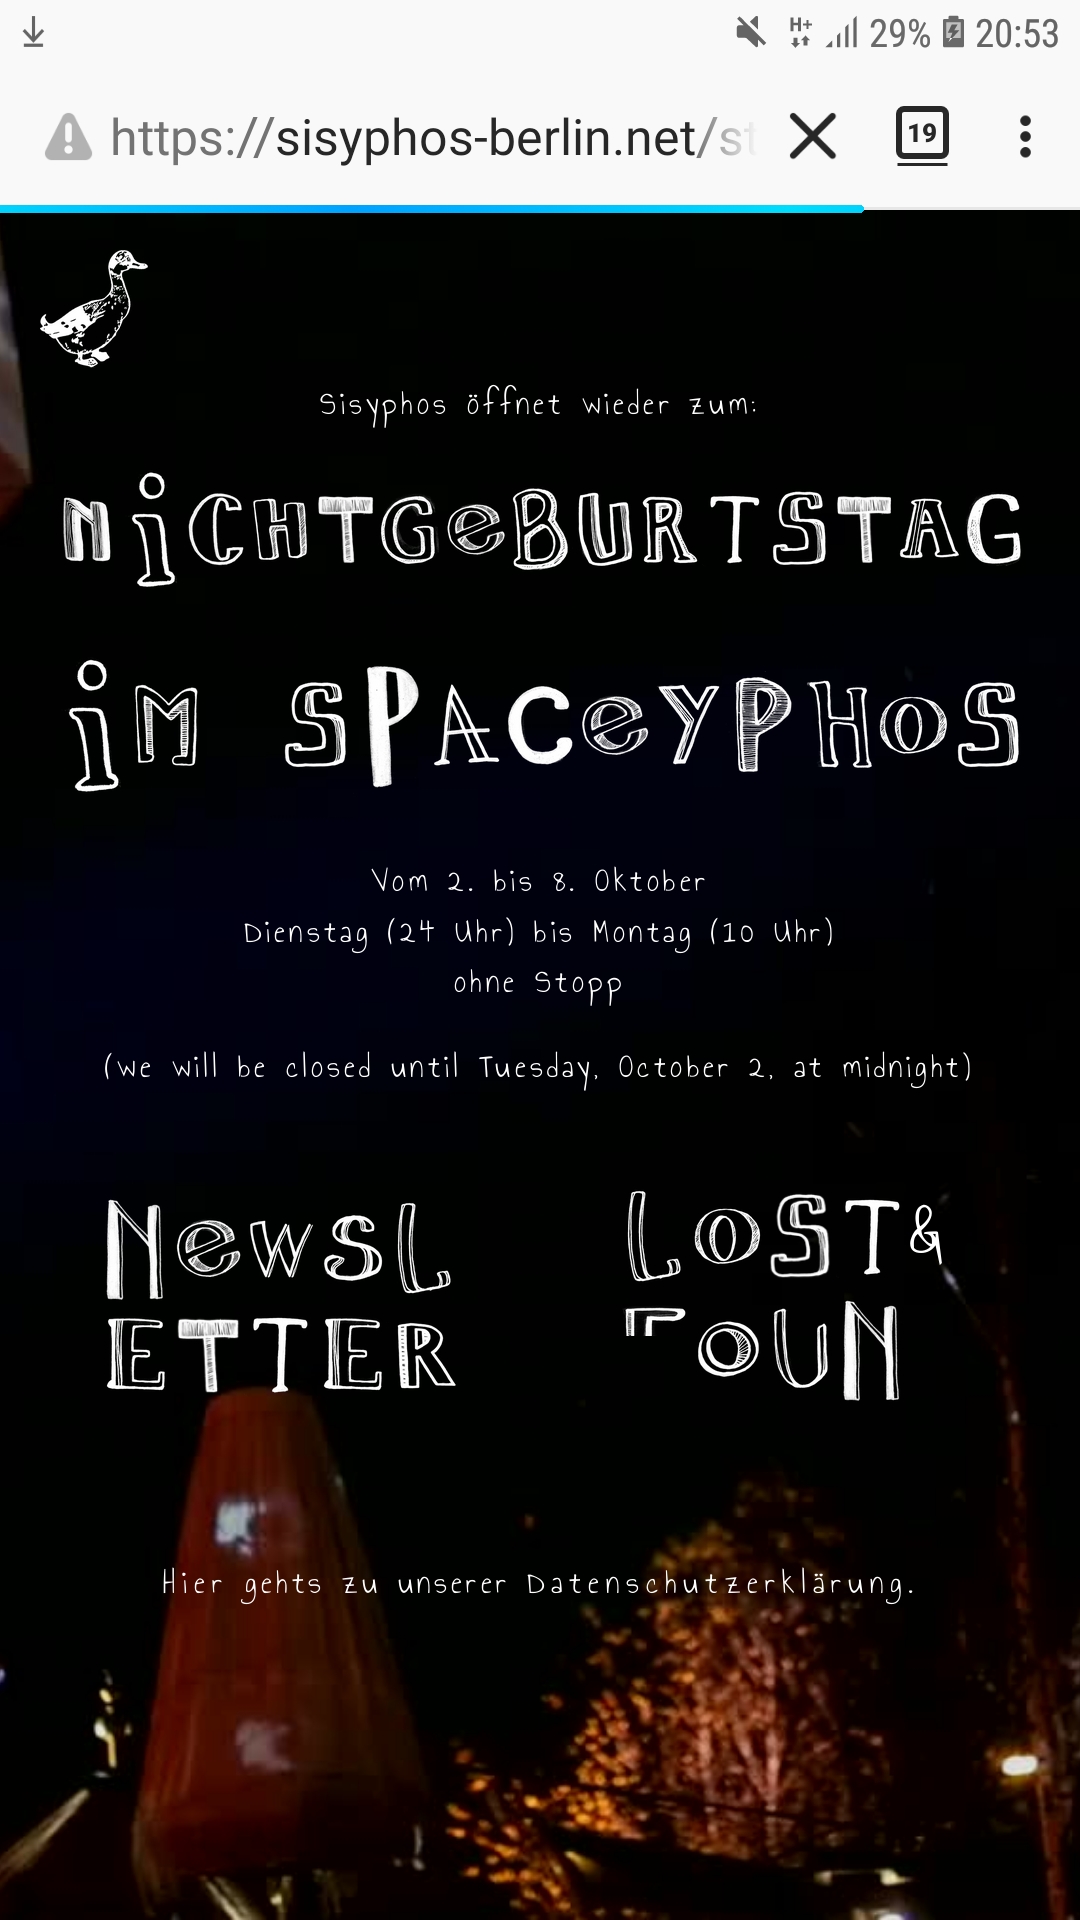 29% 20:53
https://sisyphos-berlin.net/st
19
Sisyphos öffnet wieder zum:
NiCHTGeBURTSTAG
iM SPACeYPHoS
Vom 2. bis 8. Oktober
Dienstag (24 Uhr) bis Montag (10 Uhr)
ohne Stopp
(we will be closed until Tuesday, October 2, at midnight)
NewsL
ETTER
LoST&
FoUN
Hier gehts zu unserer Datenschutzerklärung.